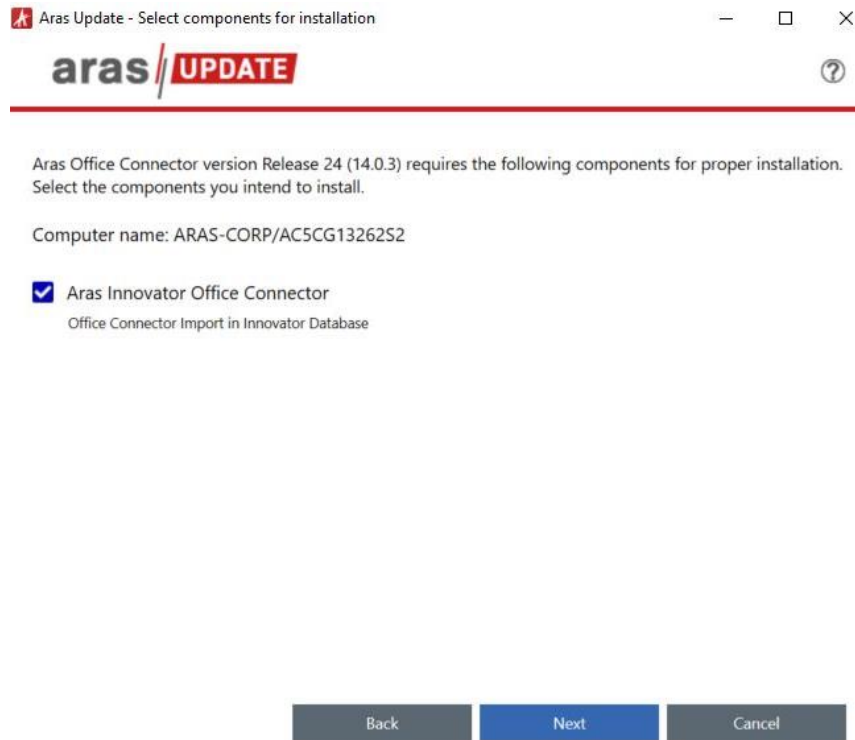 Aras Update - Select components for installation
aras UPDATE
?
Aras Office Connector version Release 24 (14.0.3) requires the following components for proper installation.
Select the components you intend to install.
Computer name: ARAS-CORP/AC5CG13262S2
Aras Innovator Office Connector
Office Connector Import in Innovator Database
Back Next Cancel